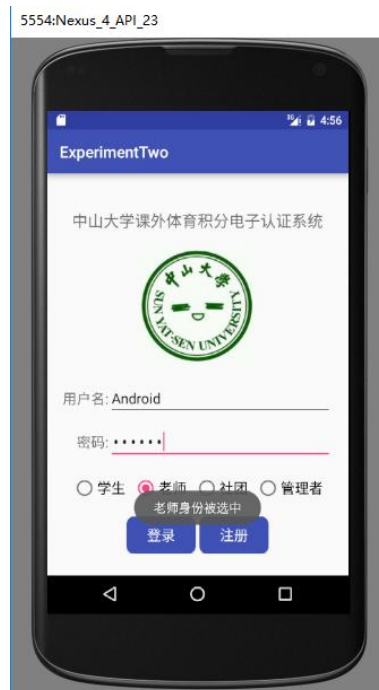 5554:Nexus_4_API_23
3G 4:56
ExperimentTwo
中山大学课外体育积分电子认证系统
中山大学
SUN YAT-SEN UNIVERSITY
用户名: Android
密码: ••••••
学生 老师 社团 管理者
老师身份被选中
登录 注册